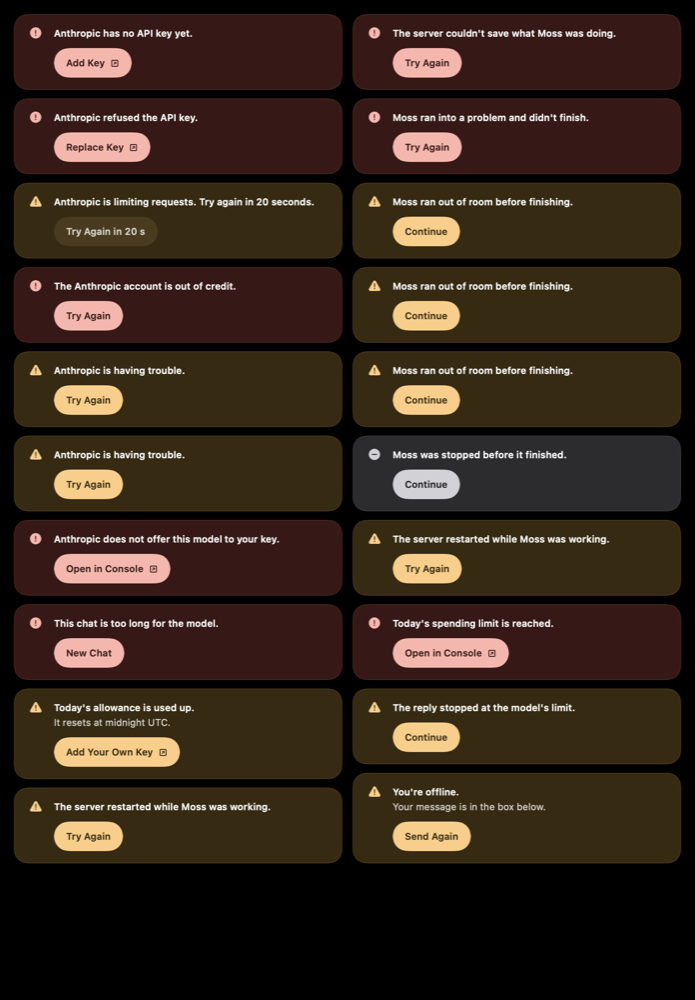 Anthropic has no API key yet.
Add Key
Anthropic refused the API key.
Replace Key
Anthropic is limiting requests. Try again in 20 seconds.
Try Again in 20 s
The Anthropic account is out of credit.
Try Again
Anthropic is having trouble.
Try Again
Anthropic is having trouble.
Try Again
Anthropic does not offer this model to your key.
Open in Console
This chat is too long for the model.
New Chat
Today's allowance is used up.
It resets at midnight UTC.
Add Your Own Key
The server restarted while Moss was working.
Try Again
The server couldn't save what Moss was doing.
Try Again
Moss ran into a problem and didn't finish.
Try Again
Moss ran out of room before finishing.
Continue
Moss ran out of room before finishing.
Continue
Moss ran out of room before finishing.
Continue
Moss was stopped before it finished.
Continue
The server restarted while Moss was working.
Try Again
Today's spending limit is reached.
Open in Console
The reply stopped at the model's limit.
Continue
You're offline.
Your message is in the box below.
Send Again